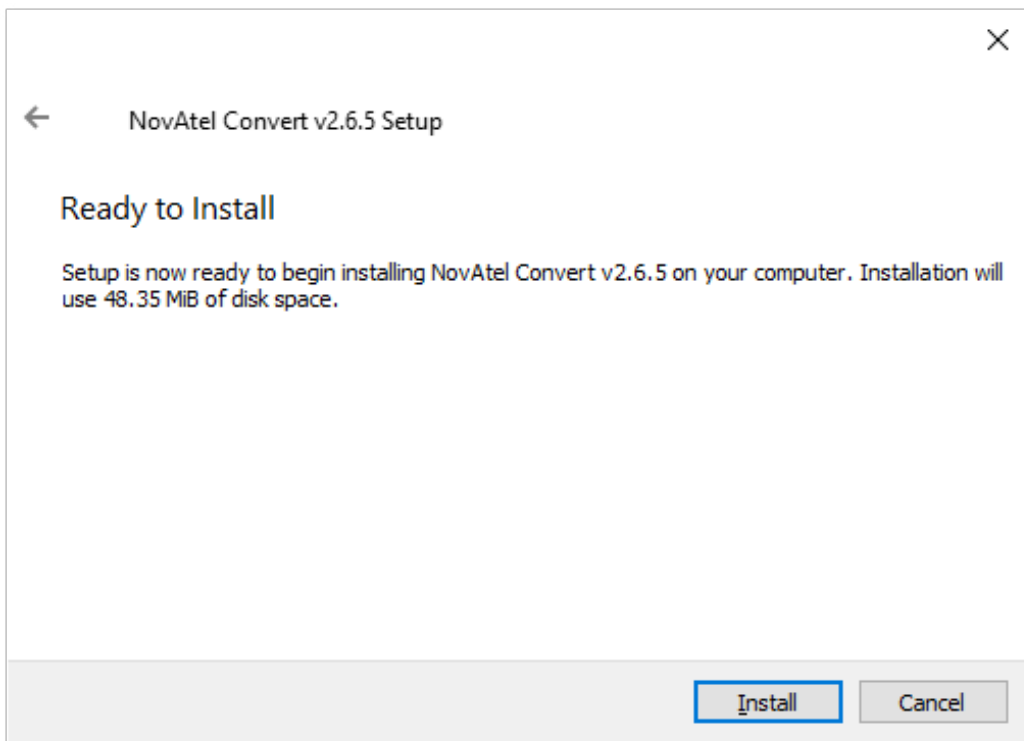 NovAtel Convert v2.6.5 Setup
Ready to Install
Setup is now ready to begin installing NovAtel Convert v2.6.5 on your computer. Installation will
use 48.35 MiB of disk space.
Install
Cancel